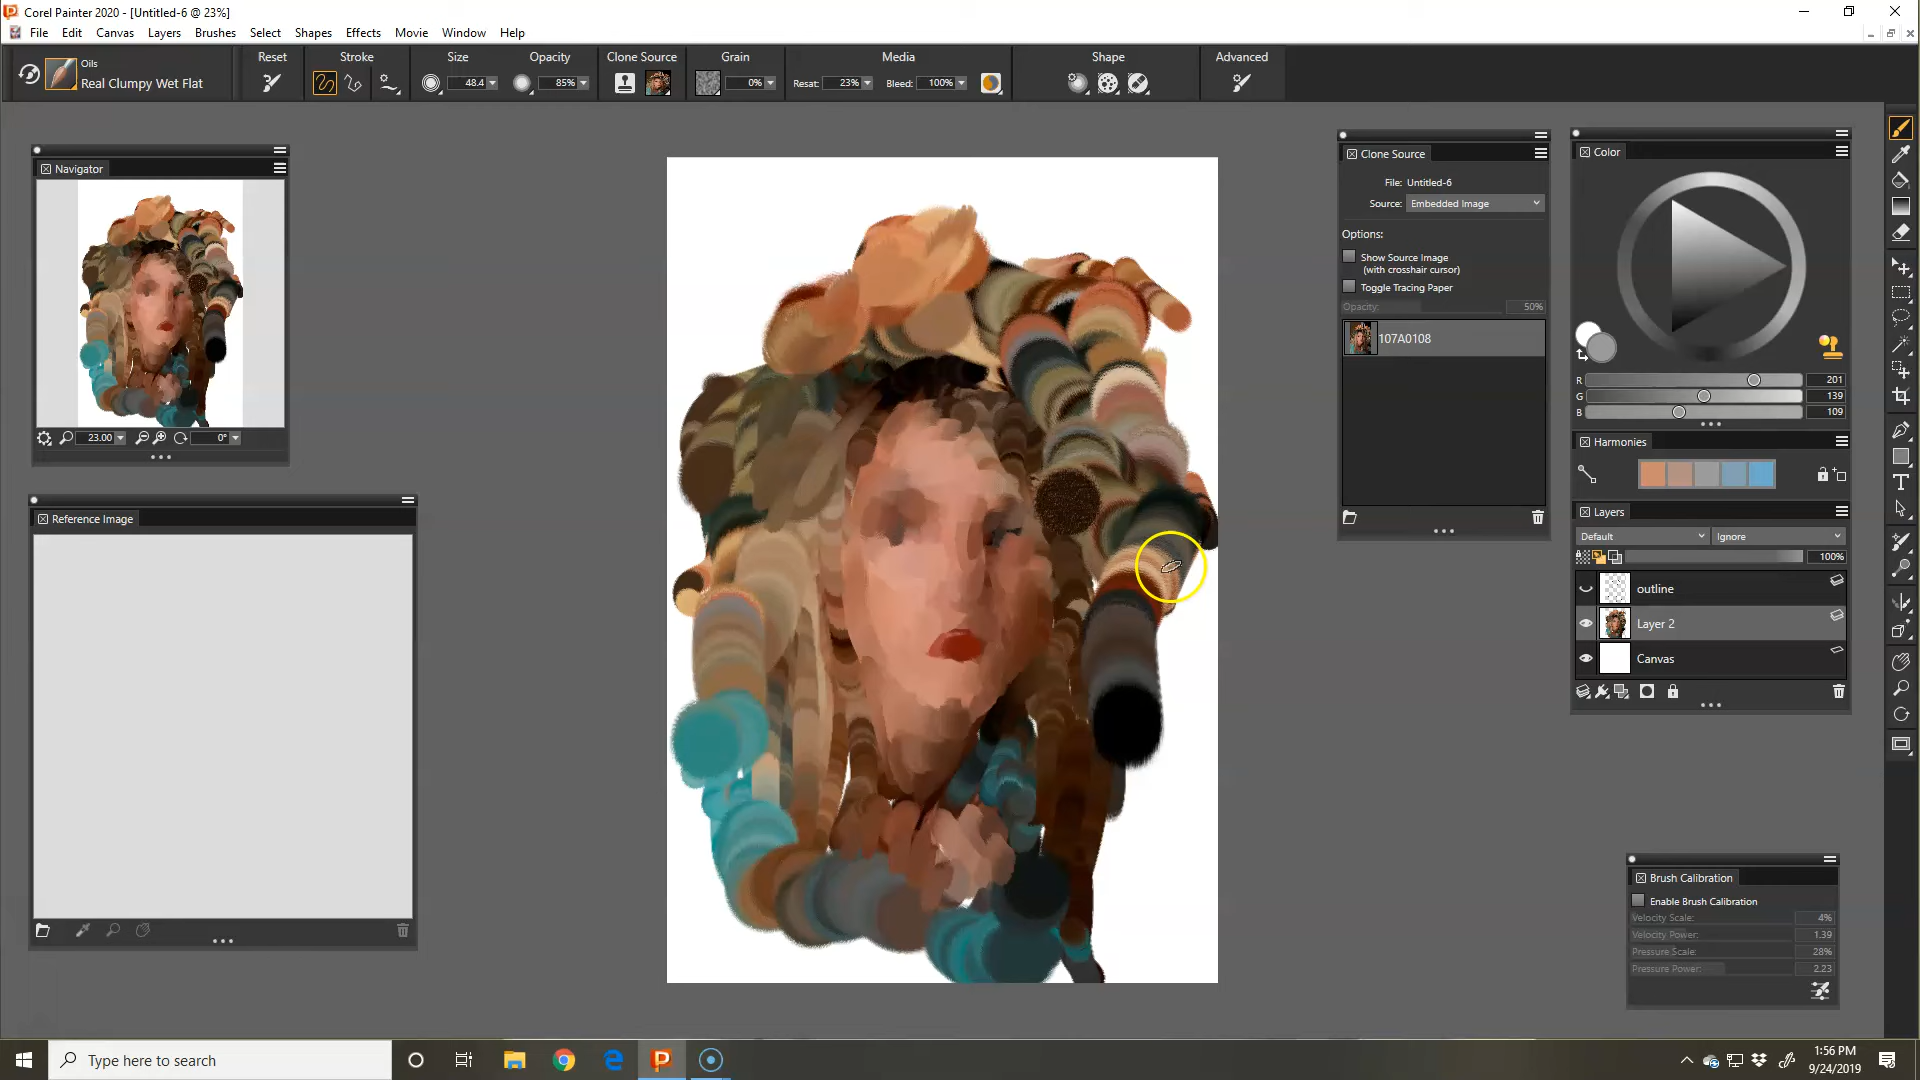 Corel Painter 2020 - [Untitled-6 @ 23%]
File Edit Canvas Layers Brushes Select Shapes Effects Movie Window Help
Oils
Real Clumpy Wet Flat
Reset
Stroke
Size
48.4
Opacity
85%
Clone Source
Grain
0%
Media
Resat: 23%
Bleed: 100%
Shape
Advanced
Navigator
23.00
0°
Reference Image
Clone Source
File: Untitled-6
Source: Embedded Image
Options:
Show Source Image
(with crosshair cursor)
Toggle Tracing Paper
Opacity: 50%
107A0108
Color
R 201
G 139
B 109
Harmonies
Layers
Default Ignore
100%
outline
Layer 2
Canvas
Brush Calibration
Enable Brush Calibration
Velocity Scale: 4%
Velocity Power: 1.39
Pressure Scale: 28%
Pressure Power: 2.23
Type here to search
1:56 PM
9/24/2019